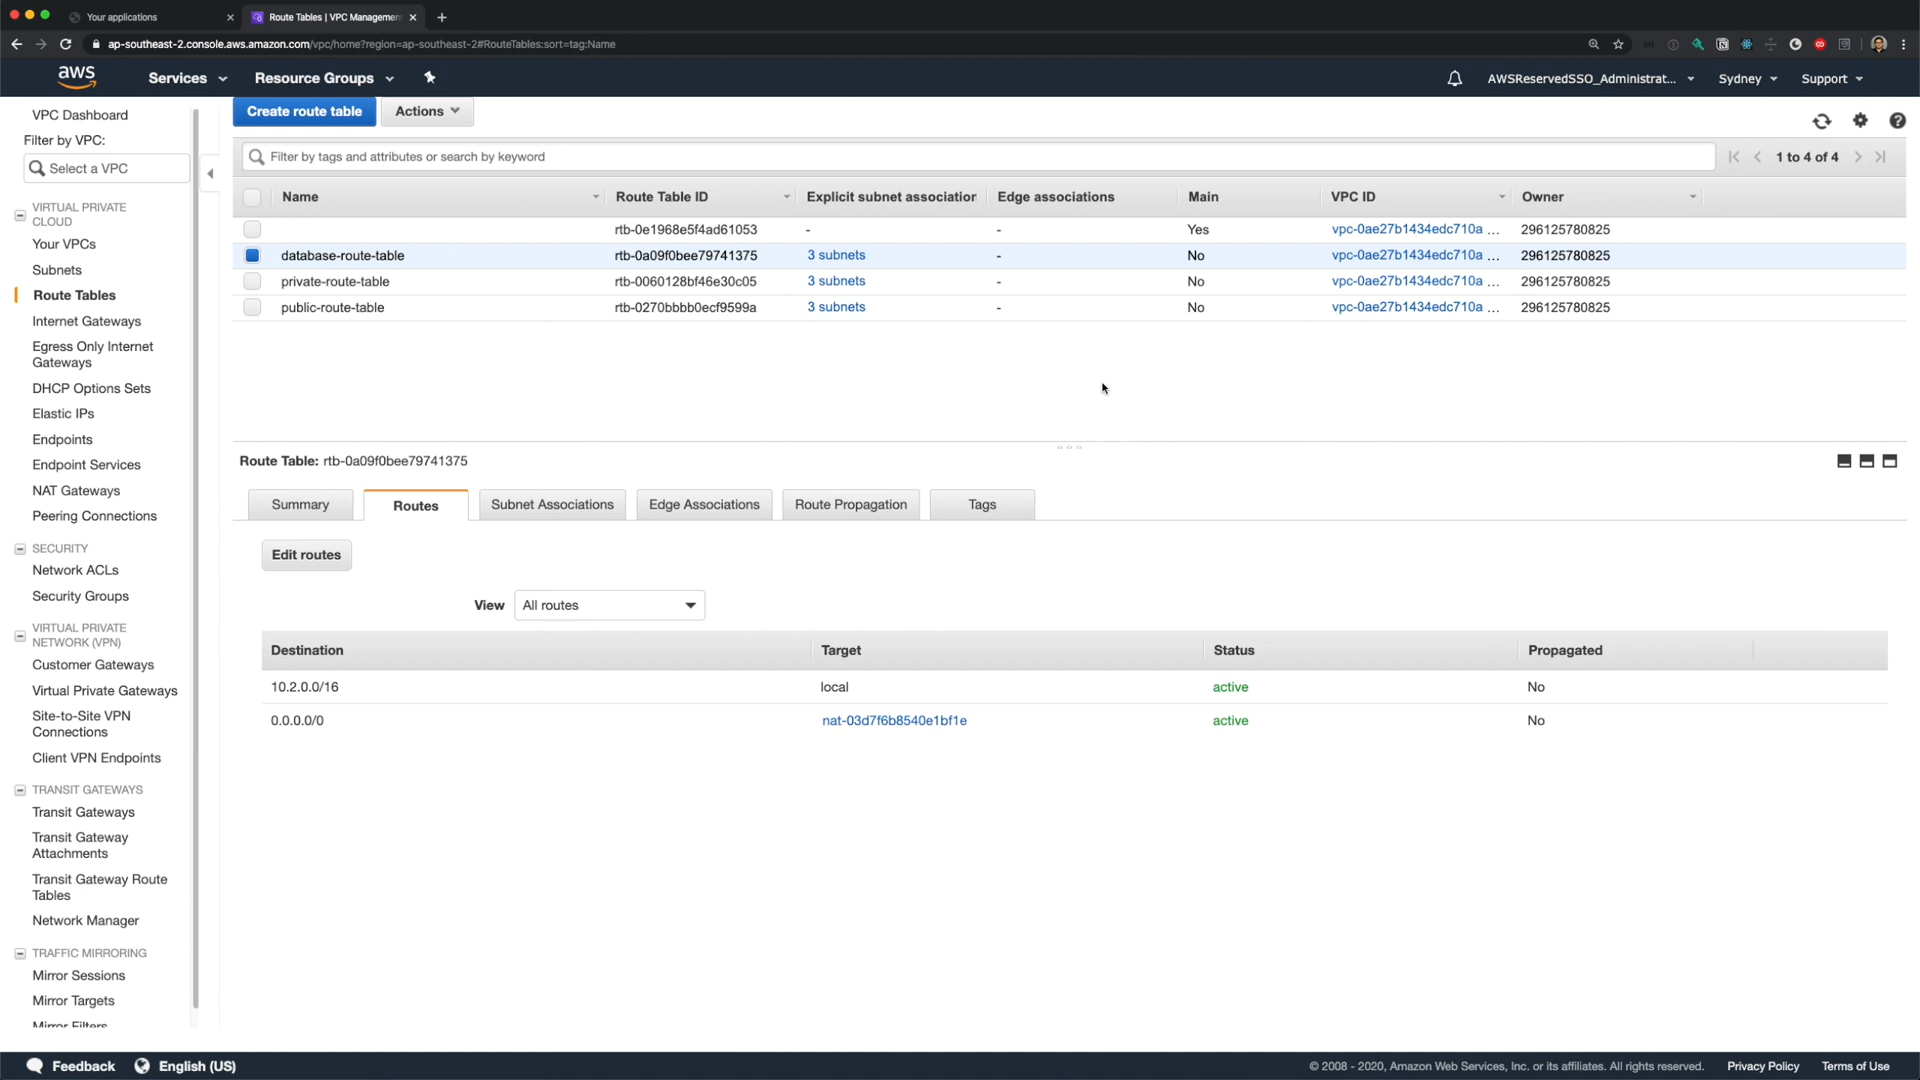 Your applications
Route Tables | VPC Managemen
ap-southeast-2.console.aws.amazon.com/vpc/home?region=ap-southeast-2#RouteTables:sort=tag:Name
aws
Services
Resource Groups
AWSReservedSSO_Administrat...
Sydney
Support
VPC Dashboard
Filter by VPC:
Select a VPC
VIRTUAL PRIVATE
CLOUD
Your VPCs
Subnets
Route Tables
Internet Gateways
Egress Only Internet
Gateways
DHCP Options Sets
Elastic IPs
Endpoints
Endpoint Services
NAT Gateways
Peering Connections
SECURITY
Network ACLs
Security Groups
VIRTUAL PRIVATE
NETWORK (VPN)
Customer Gateways
Virtual Private Gateways
Site-to-Site VPN
Connections
Client VPN Endpoints
TRANSIT GATEWAYS
Transit Gateways
Transit Gateway
Attachments
Transit Gateway Route
Tables
Network Manager
TRAFFIC MIRRORING
Mirror Sessions
Mirror Targets
Mirror Filters
Create route table
Actions
Filter by tags and attributes or search by keyword
1 to 4 of 4
Name Route Table ID Explicit subnet association Edge associations Main VPC ID Owner
rtb-0e1968e5f4ad61053 - - Yes vpc-0ae27b1434edc710a ... 296125780825
database-route-table rtb-0a09f0bee79741375 3 subnets - No vpc-0ae27b1434edc710a ... 296125780825
private-route-table rtb-0060128bf46e30c05 3 subnets - No vpc-0ae27b1434edc710a ... 296125780825
public-route-table rtb-0270bbbb0ecf9599a 3 subnets - No vpc-0ae27b1434edc710a ... 296125780825
Route Table: rtb-0a09f0bee79741375
Summary
Routes
Subnet Associations
Edge Associations
Route Propagation
Tags
Edit routes
View All routes
Destination Target Status Propagated
10.2.0.0/16 local active No
0.0.0.0/0 nat-03d7f6b8540e1bf1e active No
Feedback
English (US)
© 2008 - 2020, Amazon Web Services, Inc. or its affiliates. All rights reserved.
Privacy Policy
Terms of Use